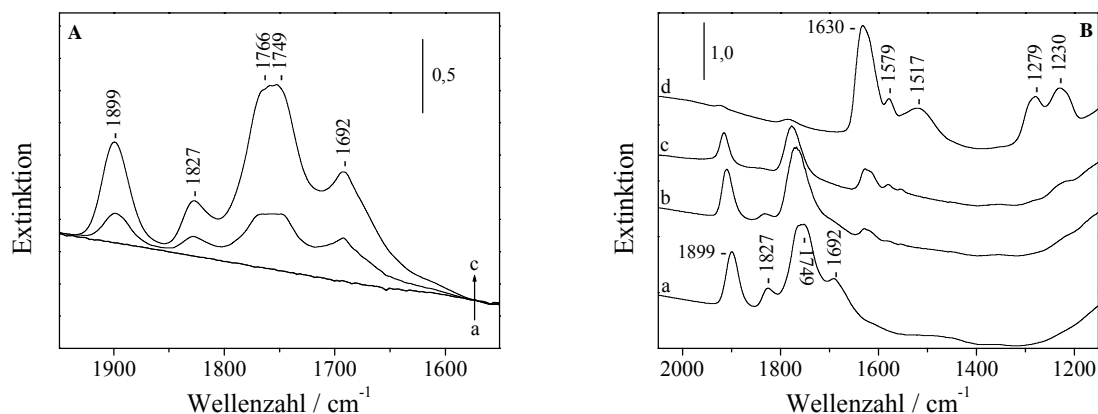 A
1766
1749
1899
1827
1692
0,5
c
a
Extinktion
1900 1800 1700 1600
Wellenzahl / cm⁻¹
B
1,0
1630
1579
1517
1279
1230
d
c
b
a
1899
1827
1749
1692
Extinktion
2000 1800 1600 1400 1200
Wellenzahl / cm⁻¹